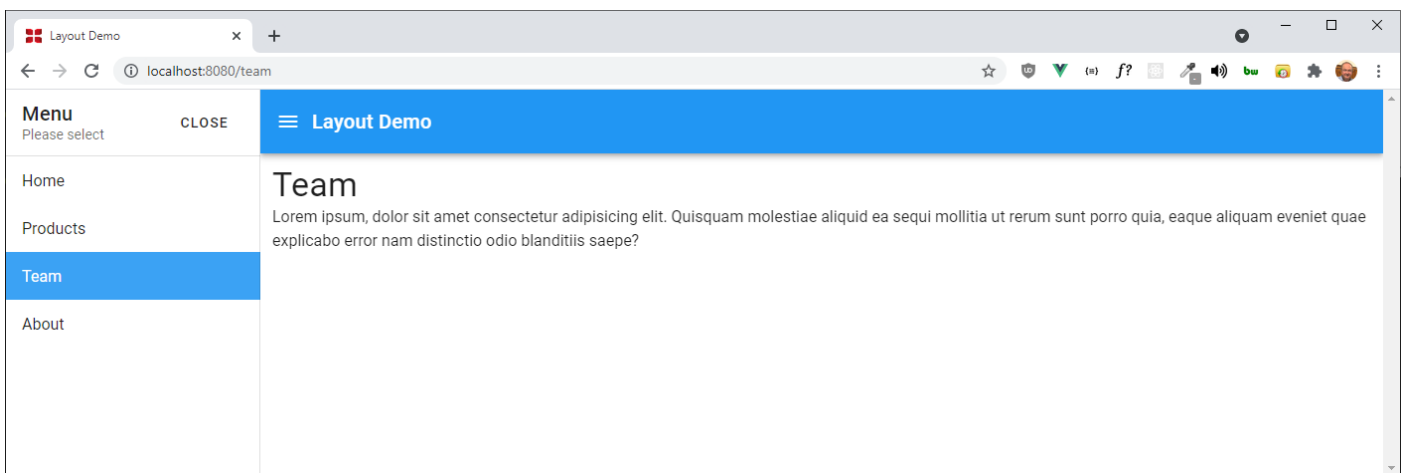 Layout Demo
localhost:8080/team
{≡} f? bw
Menu
Please select
CLOSE
Layout Demo
Home
Products
Team
About
Team
Lorem ipsum, dolor sit amet consectetur adipisicing elit. Quisquam molestiae aliquid ea sequi mollitia ut rerum sunt porro quia, eaque aliquam eveniet quae
explicabo error nam distinctio odio blanditiis saepe?